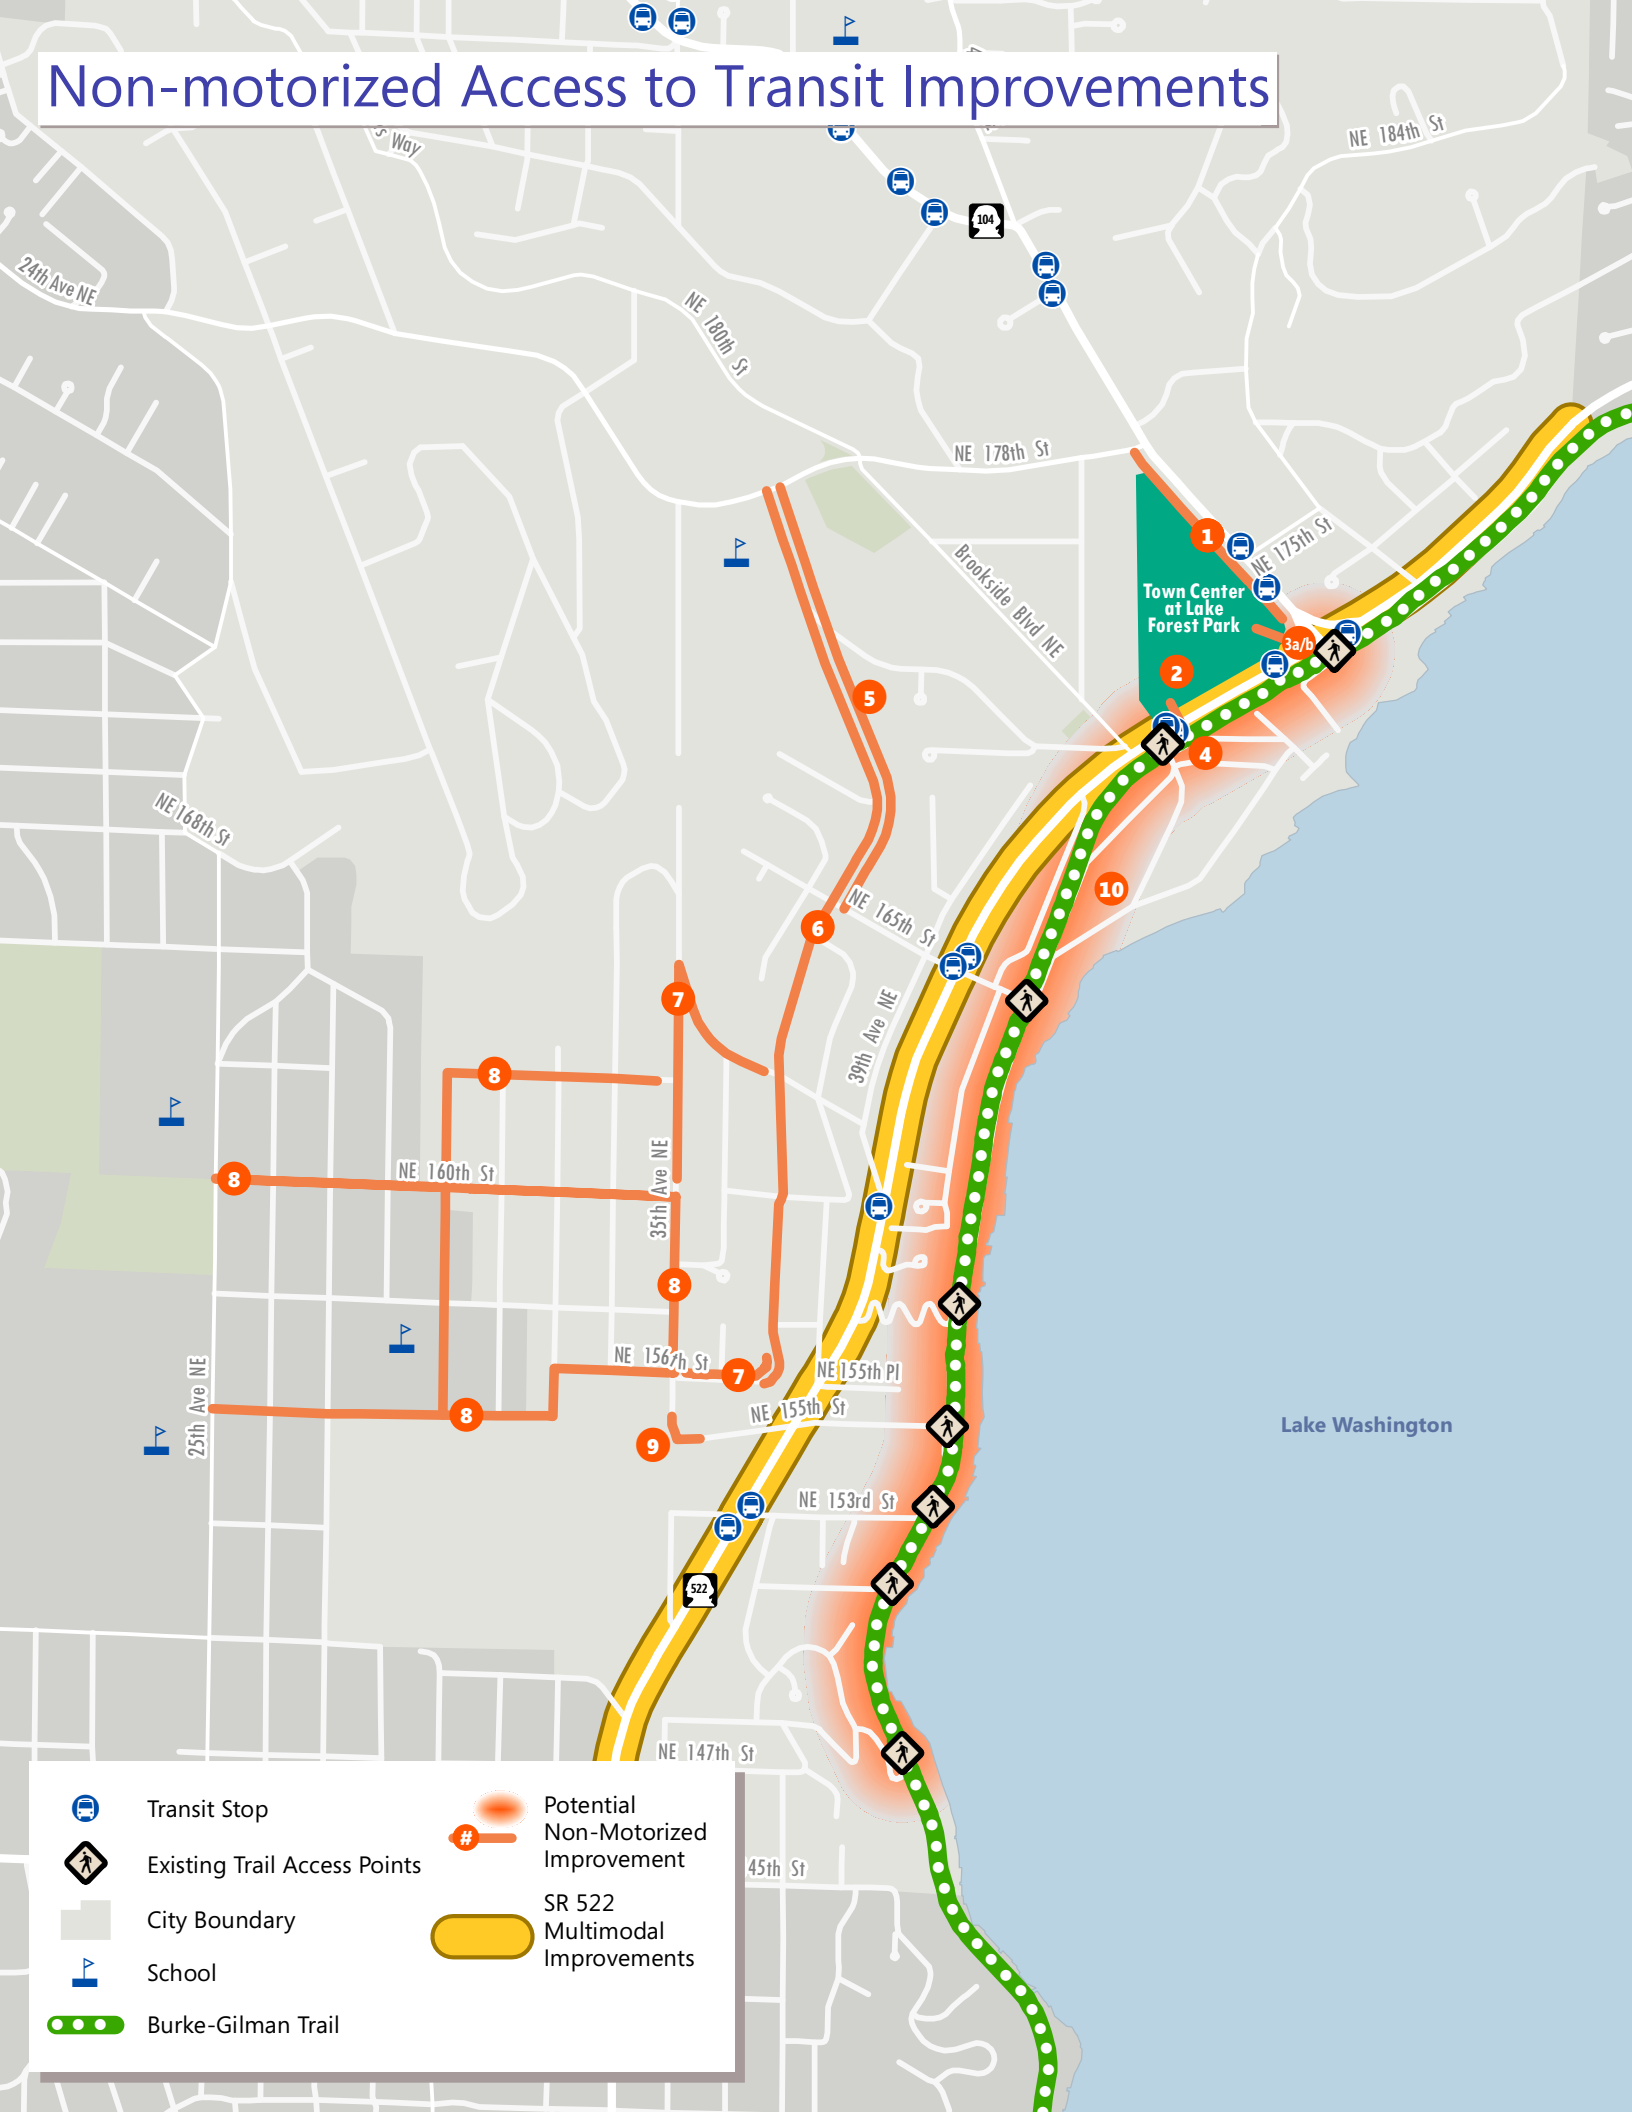 Non-motorized Access to Transit Improvements
s Way
NE 184th St
104
24th Ave NE
NE 180th St
NE 178th St
1
NE 175th St
Brookside Blvd NE
Town Center
at Lake
Forest Park
3a/b
2
5
4
NE 168th St
10
NE 165th St
6
7
39th Ave NE
8
NE 160th St
8
35th Ave NE
8
NE 156th St
7
NE 155th Pl
25th Ave NE
8
NE 155th St
9
Lake Washington
NE 153rd St
522
NE 147th St
45th St
Transit Stop
Existing Trail Access Points
City Boundary
School
Burke-Gilman Trail
#
Potential
Non-Motorized
Improvement
SR 522
Multimodal
Improvements